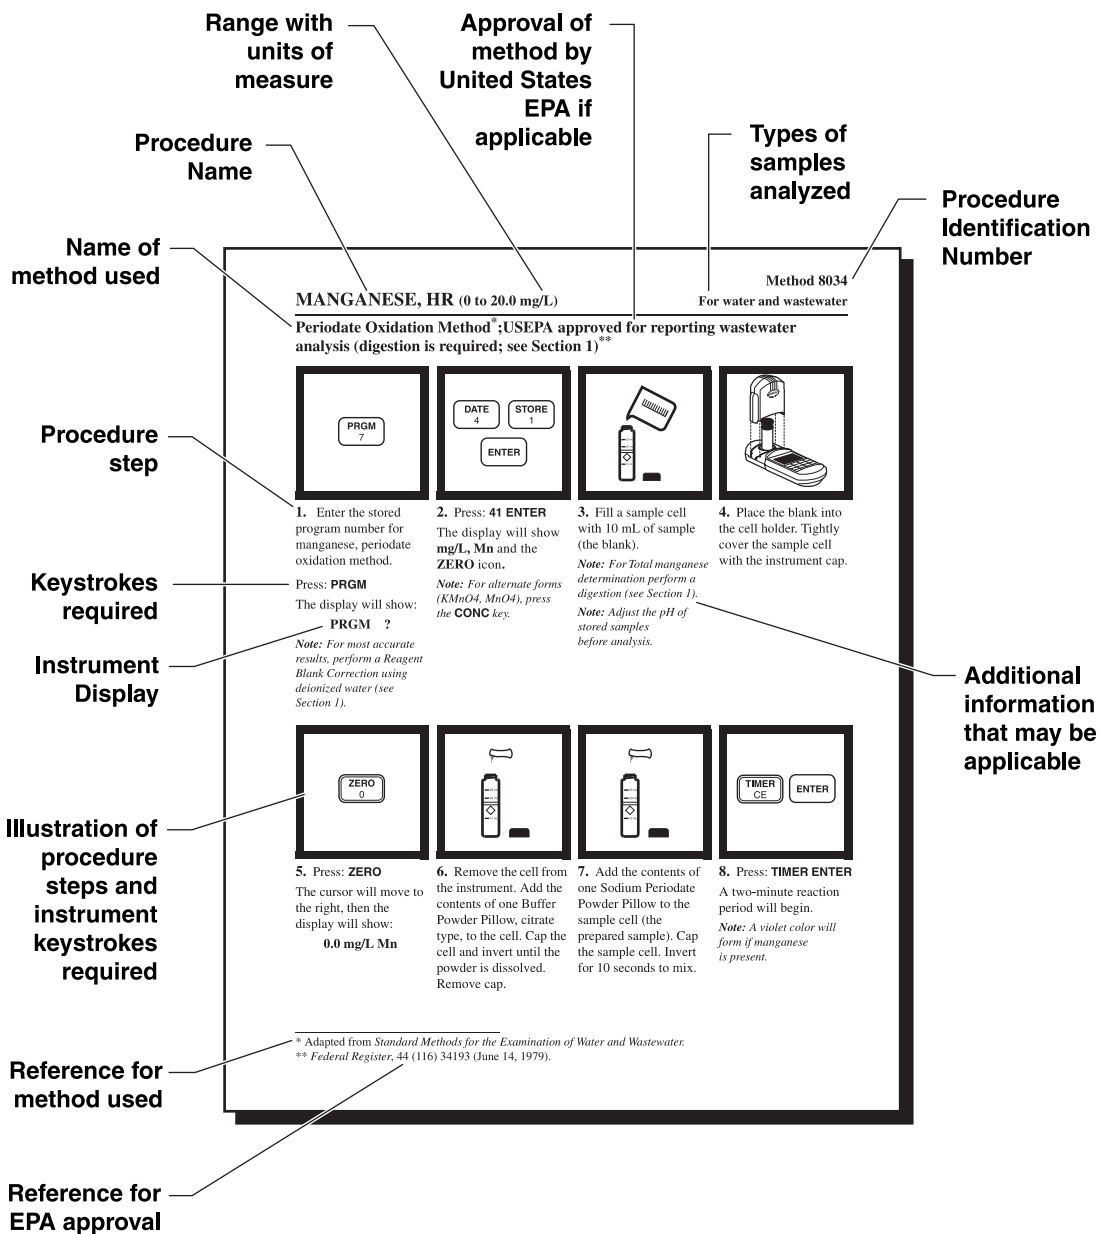 Range with
units of
measure
Approval of
method by
United States
EPA if
applicable
Procedure
Name
Types of
samples
analyzed
Procedure
Identification
Number
Name of
method used
Method 8034
MANGANESE, HR (0 to 20.0 mg/L)
For water and wastewater
Periodate Oxidation Method*;USEPA approved for reporting wastewater
analysis (digestion is required; see Section 1)**
PRGM
7
DATE
4
STORE
1
ENTER
Procedure
step
1. Enter the stored
program number for
manganese, periodate
oxidation method.
Press: PRGM
The display will show:
PRGM ?
Note: For most accurate
results, perform a Reagent
Blank Correction using
deionized water (see
Section 1).
2. Press: 41 ENTER
The display will show
mg/L, Mn and the
ZERO icon.
Note: For alternate forms
(KMnO4, MnO4), press
the CONC key.
3. Fill a sample cell
with 10 mL of sample
(the blank).
Note: For Total manganese
determination perform a
digestion (see Section 1).
Note: Adjust the pH of
stored samples
before analysis.
4. Place the blank into
the cell holder. Tightly
cover the sample cell
with the instrument cap.
Keystrokes
required
Instrument
Display
Additional
information
that may be
applicable
ZERO
0
TIMER
CE
ENTER
Illustration of
procedure
steps and
instrument
keystrokes
required
5. Press: ZERO
The cursor will move to
the right, then the
display will show:
0.0 mg/L Mn
6. Remove the cell from
the instrument. Add the
contents of one Buffer
Powder Pillow, citrate
type, to the cell. Cap the
cell and invert until the
powder is dissolved.
Remove cap.
7. Add the contents of
one Sodium Periodate
Powder Pillow to the
sample cell (the
prepared sample). Cap
the sample cell. Invert
for 10 seconds to mix.
8. Press: TIMER ENTER
A two-minute reaction
period will begin.
Note: A violet color will
form if manganese
is present.
* Adapted from Standard Methods for the Examination of Water and Wastewater.
** Federal Register, 44 (116) 34193 (June 14, 1979).
Reference for
method used
Reference for
EPA approval